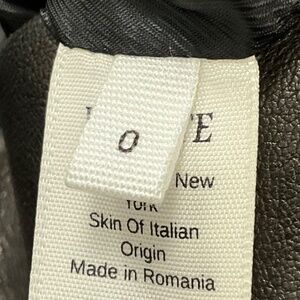 0
New
York
Skin Of Italian
Origin
Made in Romania